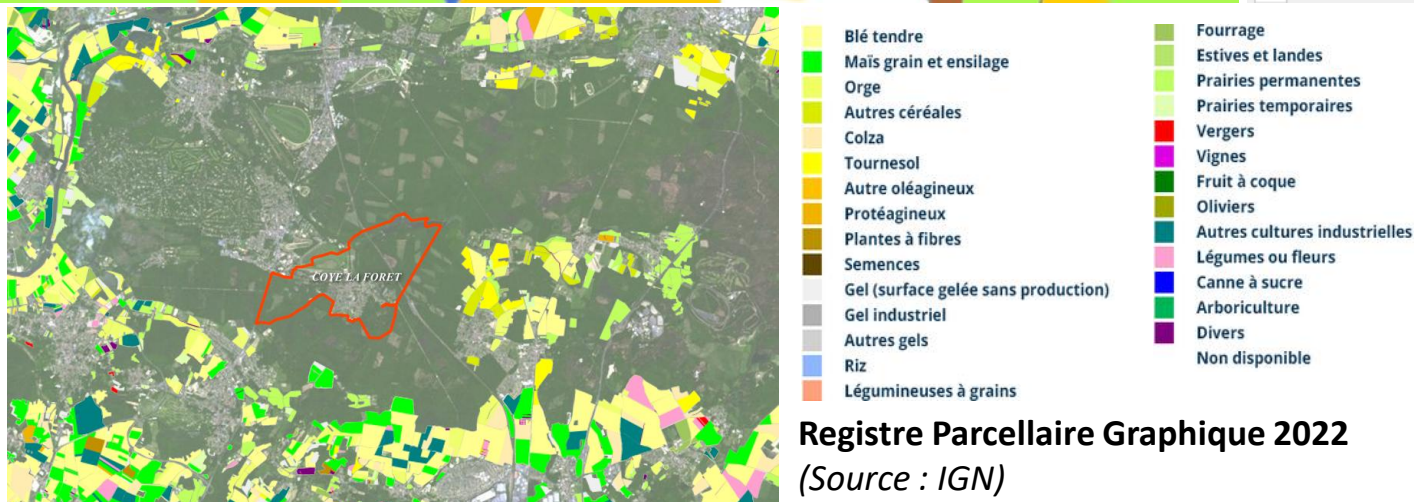 COYE LA FORET
Blé tendre
Maïs grain et ensilage
Orge
Autres céréales
Colza
Tournesol
Autre oléagineux
Protéagineux
Plantes à fibres
Semences
Gel (surface gelée sans production)
Gel industriel
Autres gels
Riz
Légumineuses à grains
Fourrage
Estives et landes
Prairies permanentes
Prairies temporaires
Vergers
Vignes
Fruit à coque
Oliviers
Autres cultures industrielles
Légumes ou fleurs
Canne à sucre
Arboriculture
Divers
Non disponible
Registre Parcellaire Graphique 2022
(Source : IGN)